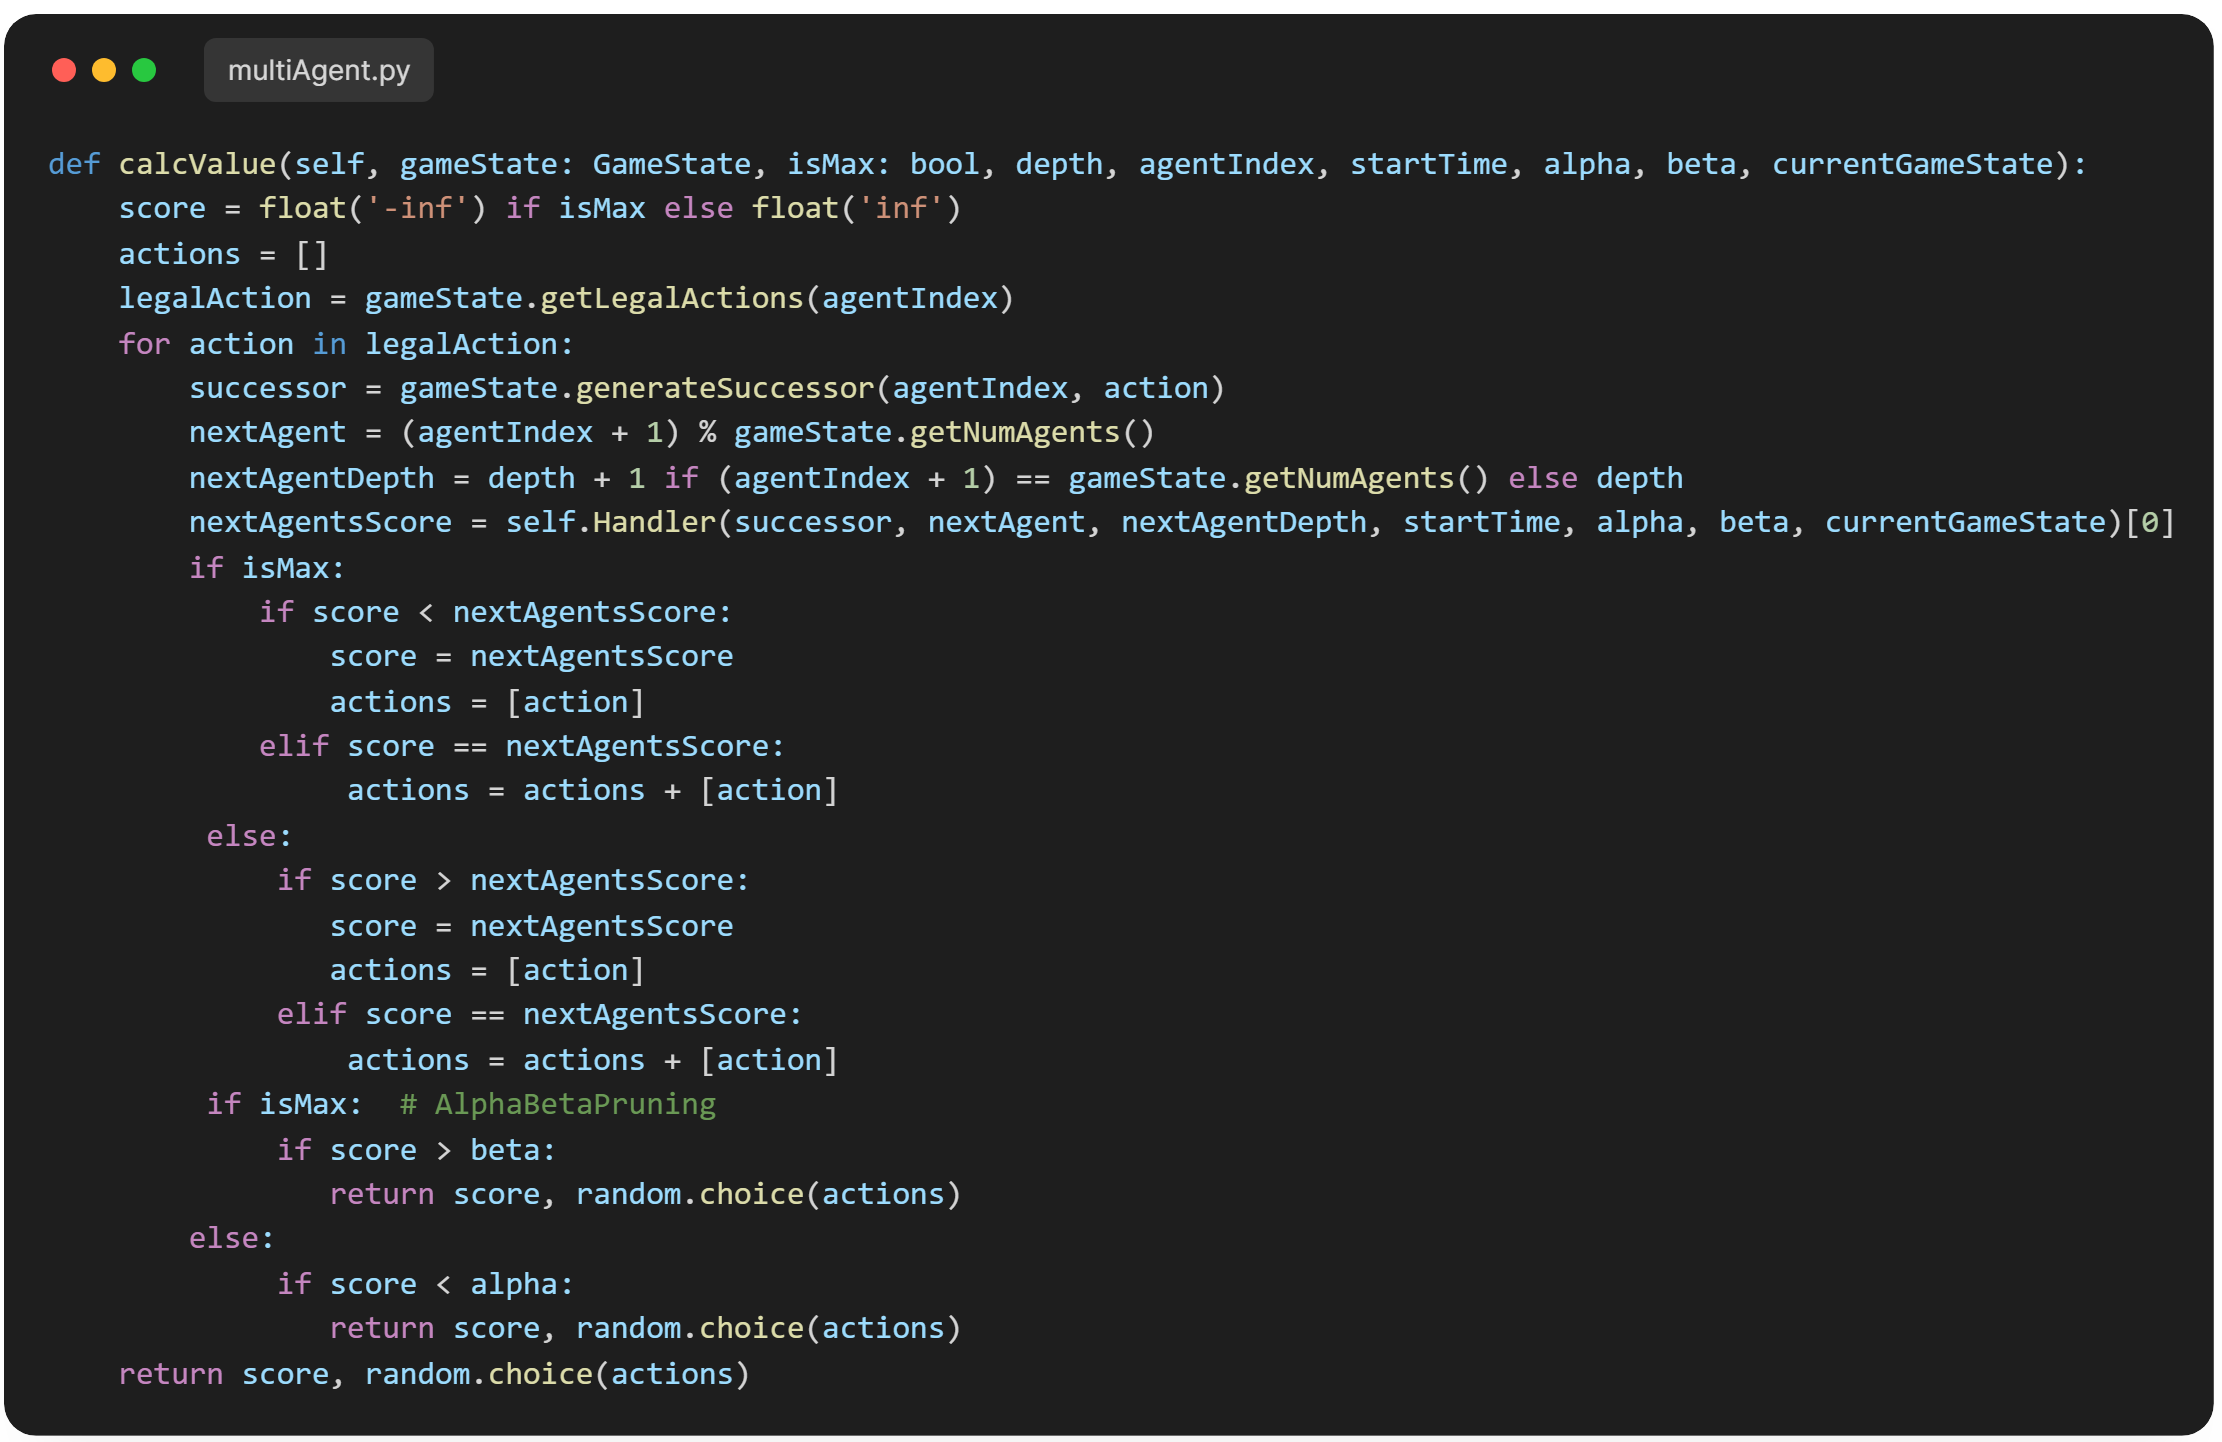 multiAgent.py
def calcValue(self, gameState: GameState, isMax: bool, depth, agentIndex, startTime, alpha, beta, currentGameState):
    score = float('-inf') if isMax else float('inf')
    actions = []
    legalAction = gameState.getLegalActions(agentIndex)
    for action in legalAction:
        successor = gameState.generateSuccessor(agentIndex, action)
        nextAgent = (agentIndex + 1) % gameState.getNumAgents()
        nextAgentDepth = depth + 1 if (agentIndex + 1) == gameState.getNumAgents() else depth
        nextAgentsScore = self.Handler(successor, nextAgent, nextAgentDepth, startTime, alpha, beta, currentGameState)[0]
        if isMax:
            if score < nextAgentsScore:
                score = nextAgentsScore
                actions = [action]
            elif score == nextAgentsScore:
                 actions = actions + [action]
         else:
             if score > nextAgentsScore:
                score = nextAgentsScore
                actions = [action]
             elif score == nextAgentsScore:
                 actions = actions + [action]
         if isMax:  # AlphaBetaPruning
             if score > beta:
                return score, random.choice(actions)
        else:
             if score < alpha:
                return score, random.choice(actions)
    return score, random.choice(actions)